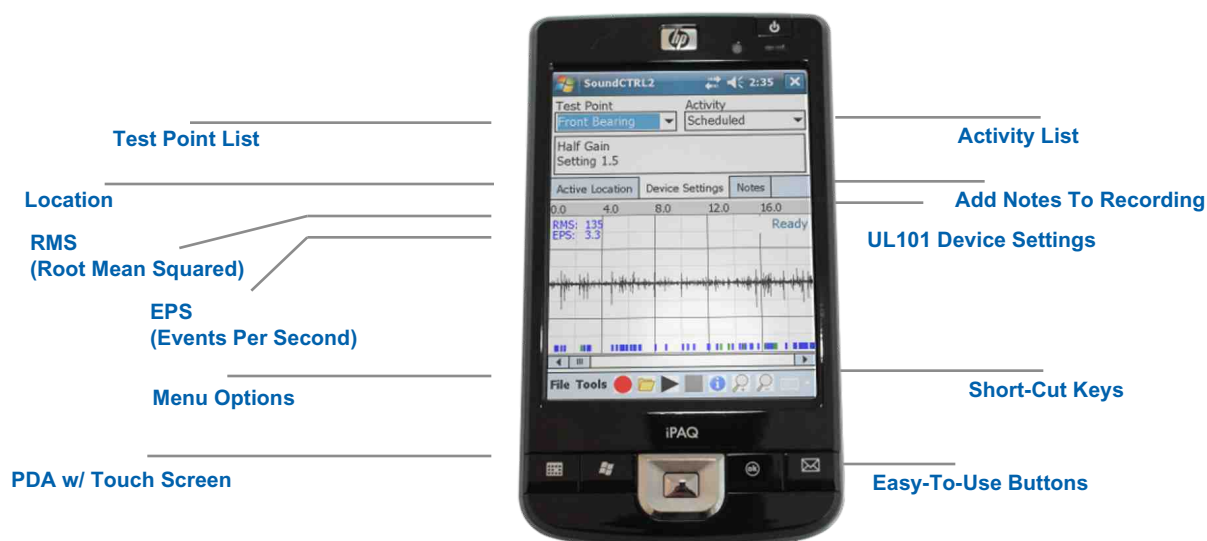 hp
SoundCTRL2 2:35
Test Point Activity
Front Bearing Scheduled
Half Gain
Setting 1.5
Active Location Device Settings Notes
0.0 4.0 8.0 12.0 16.0
RMS: 135 Ready
EPS: 3.3
File Tools
iPAQ
ok
Test Point List
Location
RMS
(Root Mean Squared)
EPS
(Events Per Second)
Menu Options
PDA w/ Touch Screen
Activity List
Add Notes To Recording
UL101 Device Settings
Short-Cut Keys
Easy-To-Use Buttons